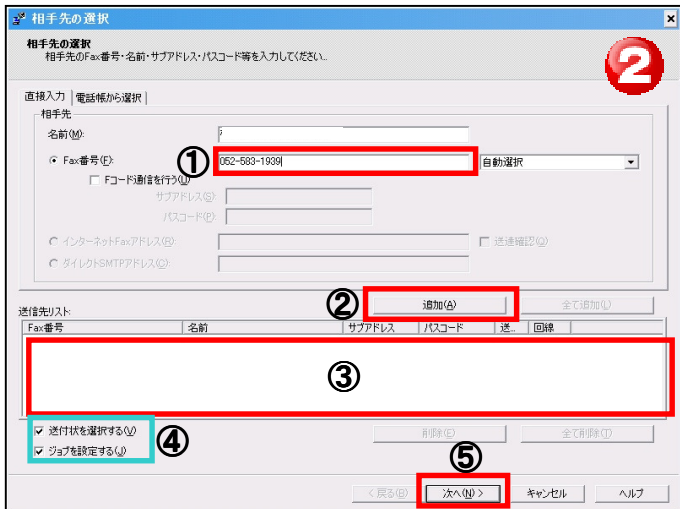 相手先の選択
相手先の選択
相手先のFax番号・名前・サブアドレス・パスコード等を入力してください。
2
直接入力 電話帳から選択
相手先
名前(M):
① Fax番号(F): 052-583-1939 自動選択
Fコード通信を行う(U)
サブアドレス(S):
パスコード(P):
インターネットFaxアドレス(R): 送達確認(O)
ダイレクトSMTPアドレス(C):
② 追加(A) 全て追加(L)
送信先リスト:
Fax番号 名前 サブアドレス パスコード 送... 回線
③
送付状を選択する(V) ④ 削除(E) 全て削除(T)
ジョブを設定する(J)
⑤
< 戻る(B) 次へ(N) > キャンセル ヘルプ